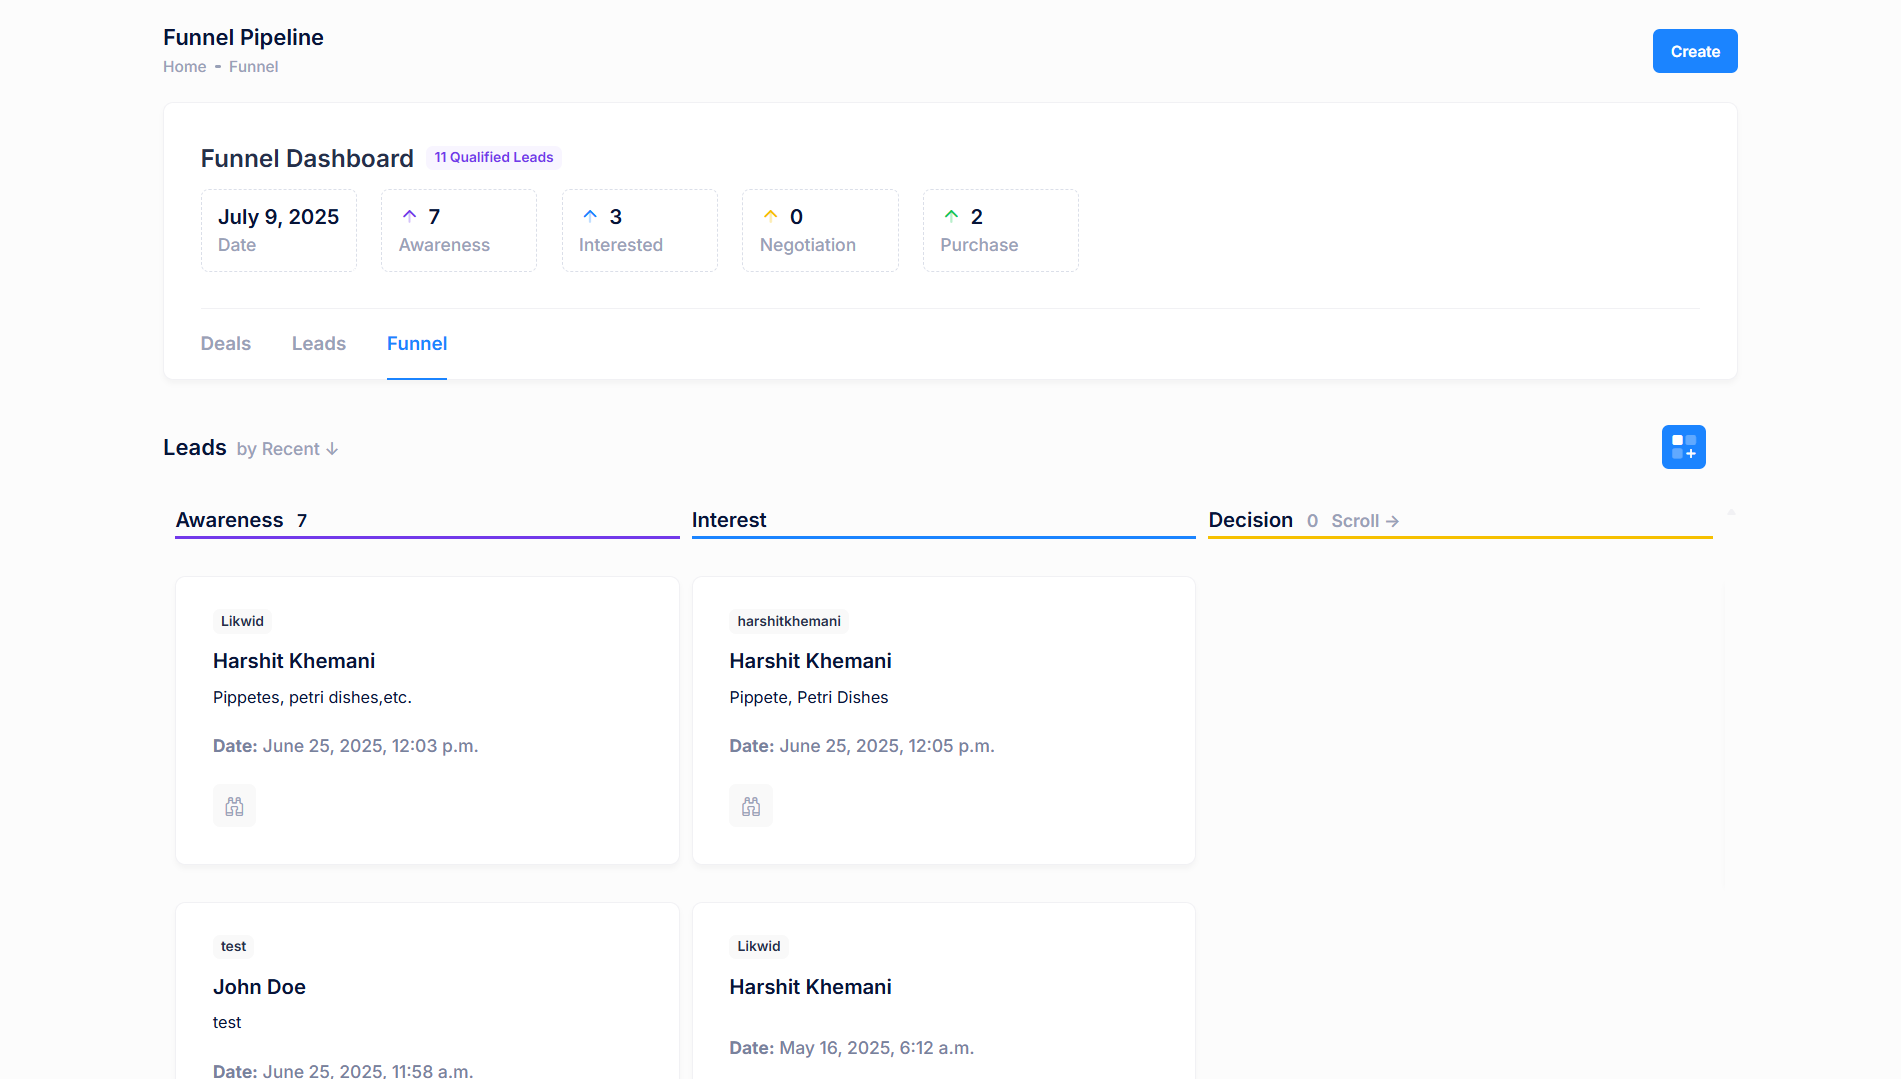 Funnel Pipeline
Home - Funnel
Create
Funnel Dashboard 11 Qualified Leads
July 9, 2025
Date
7
Awareness
3
Interested
0
Negotiation
2
Purchase
Deals Leads Funnel
Leads by Recent ↓
Awareness 7
Interest
Decision 0 Scroll →
Likwid
Harshit Khemani
Pippetes, petri dishes,etc.
Date: June 25, 2025, 12:03 p.m.
harshitkhemani
Harshit Khemani
Pippete, Petri Dishes
Date: June 25, 2025, 12:05 p.m.
test
John Doe
test
Date: June 25, 2025, 11:58 a.m.
Likwid
Harshit Khemani
Date: May 16, 2025, 6:12 a.m.